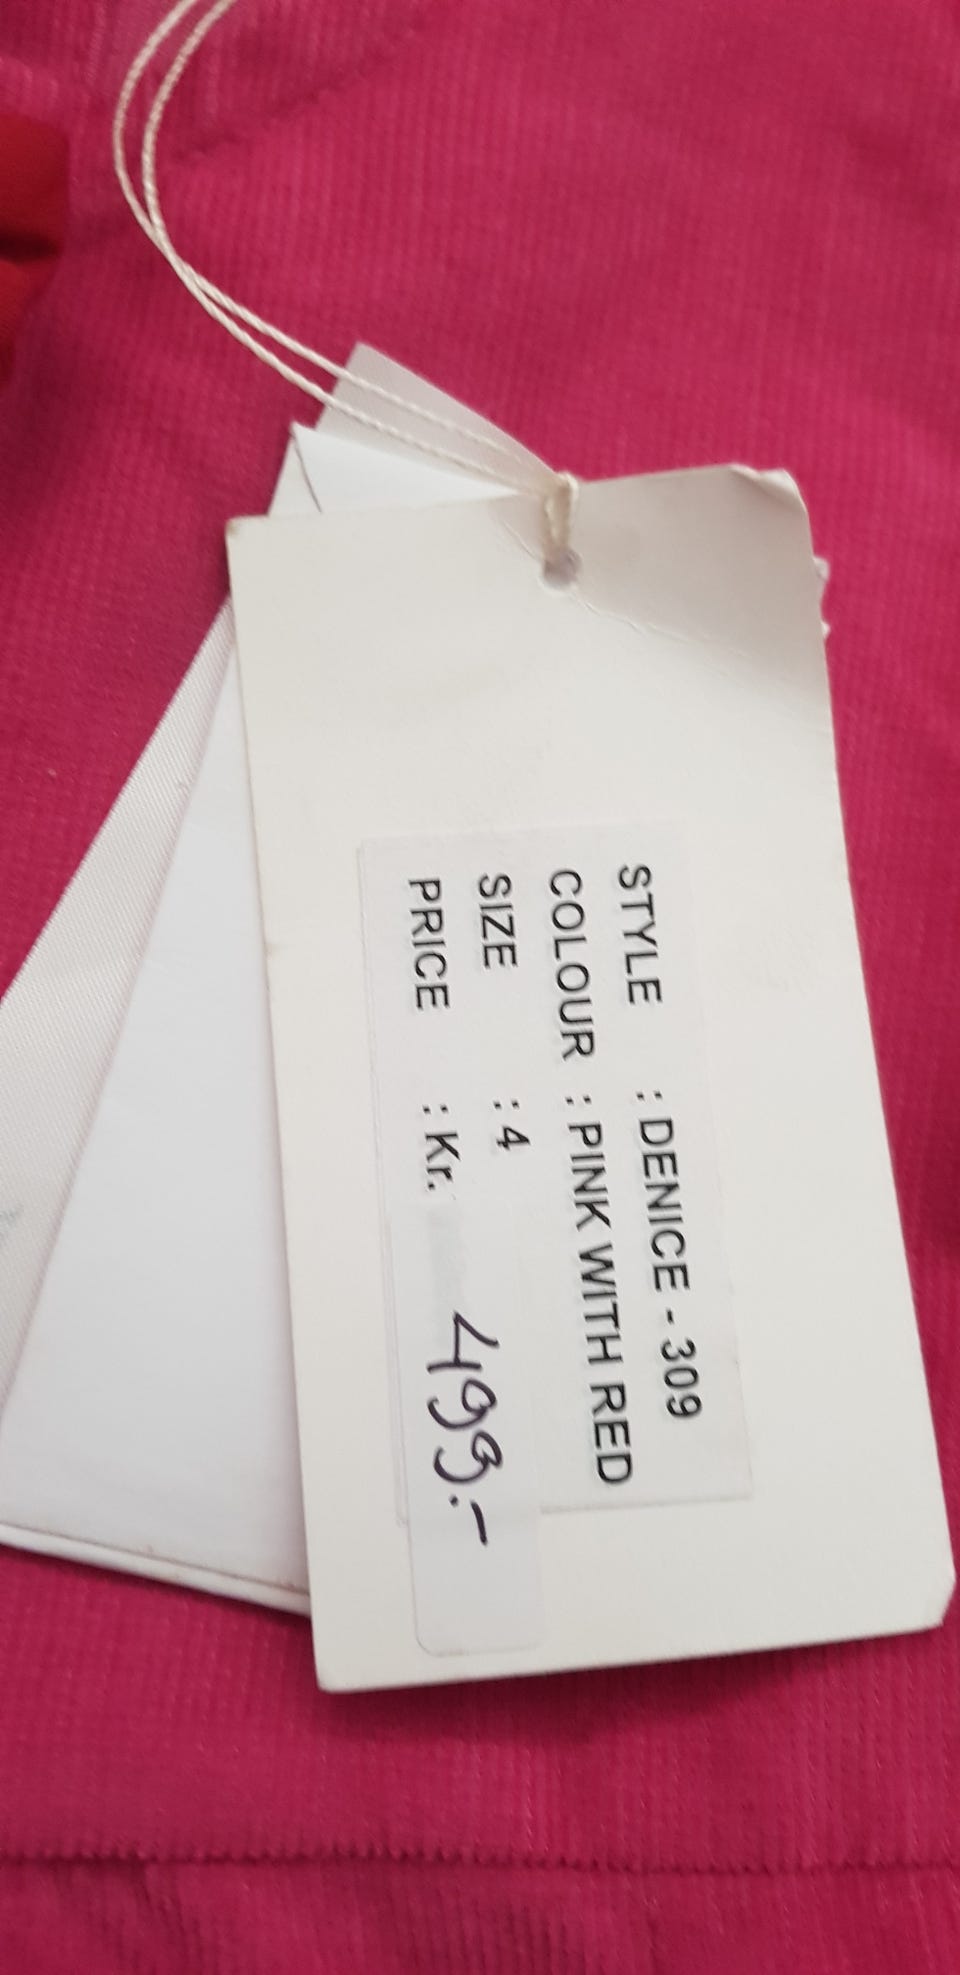 STYLE : DENICE - 309
COLOUR : PINK WITH RED
SIZE : 4
PRICE : Kr. 499.-